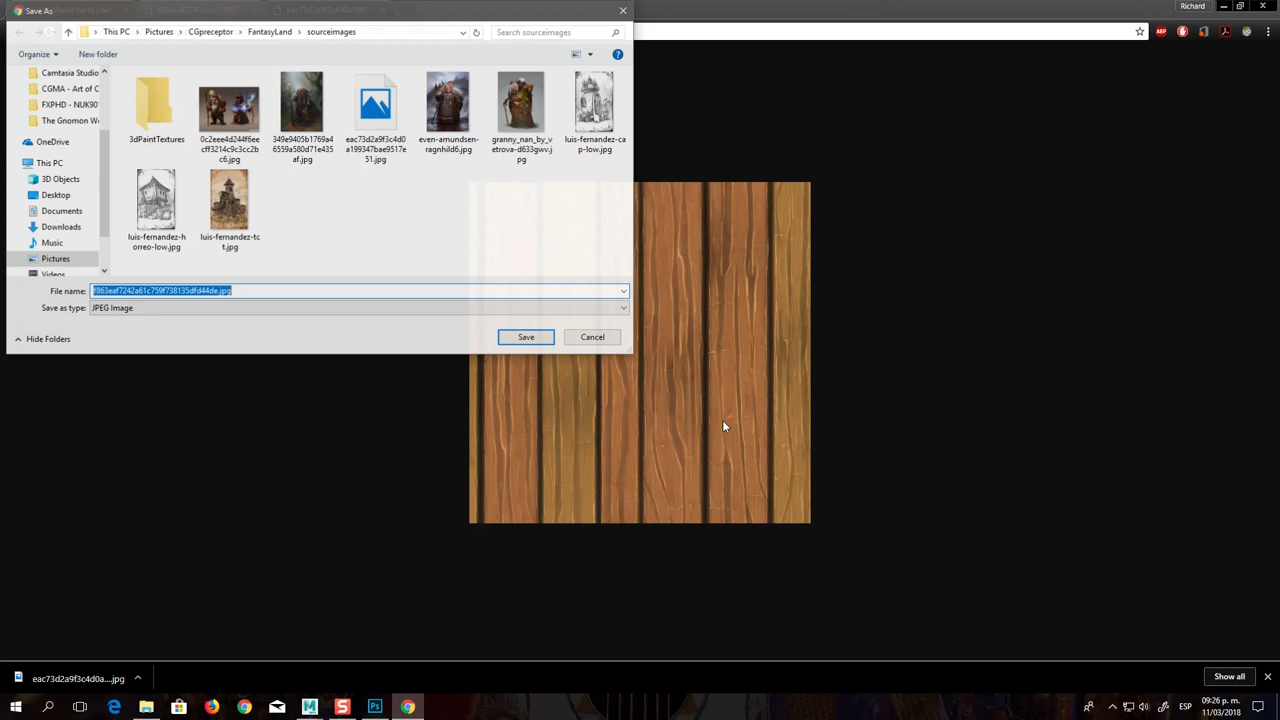 Save As
Richard
This PC > Pictures > CGpreceptor > FantasyLand > sourceimages
Search sourceimages
Organize
New folder
Camtasia Studio
CGMA - Art of C
FXPHD - NUK90
The Gnomon W
OneDrive
This PC
3D Objects
Desktop
Documents
Downloads
Music
Pictures
Videos
3dPaintTextures
0c2eee4d244f6ee
cff3214c9c3cc2b
c6.jpg
349e9405b1769a4
6559a580d71e435
af.jpg
eac73d2a9f3c4d0
a199347bae9517e
51.jpg
even-amundsen-
ragnhild6.jpg
granny_nan_by_v
etrova-d633gwv.j
pg
luis-fernandez-ca
p-low.jpg
luis-fernandez-h
orreo-low.jpg
luis-fernandez-tc
t.jpg
File name:
f863eaf7242a61c759f738135dfd44de.jpg
Save as type:
JPEG Image
Hide Folders
Save
Cancel
eac73d2a9f3c4d0a....jpg
Show all
ESP
09:26 p. m.
11/03/2018